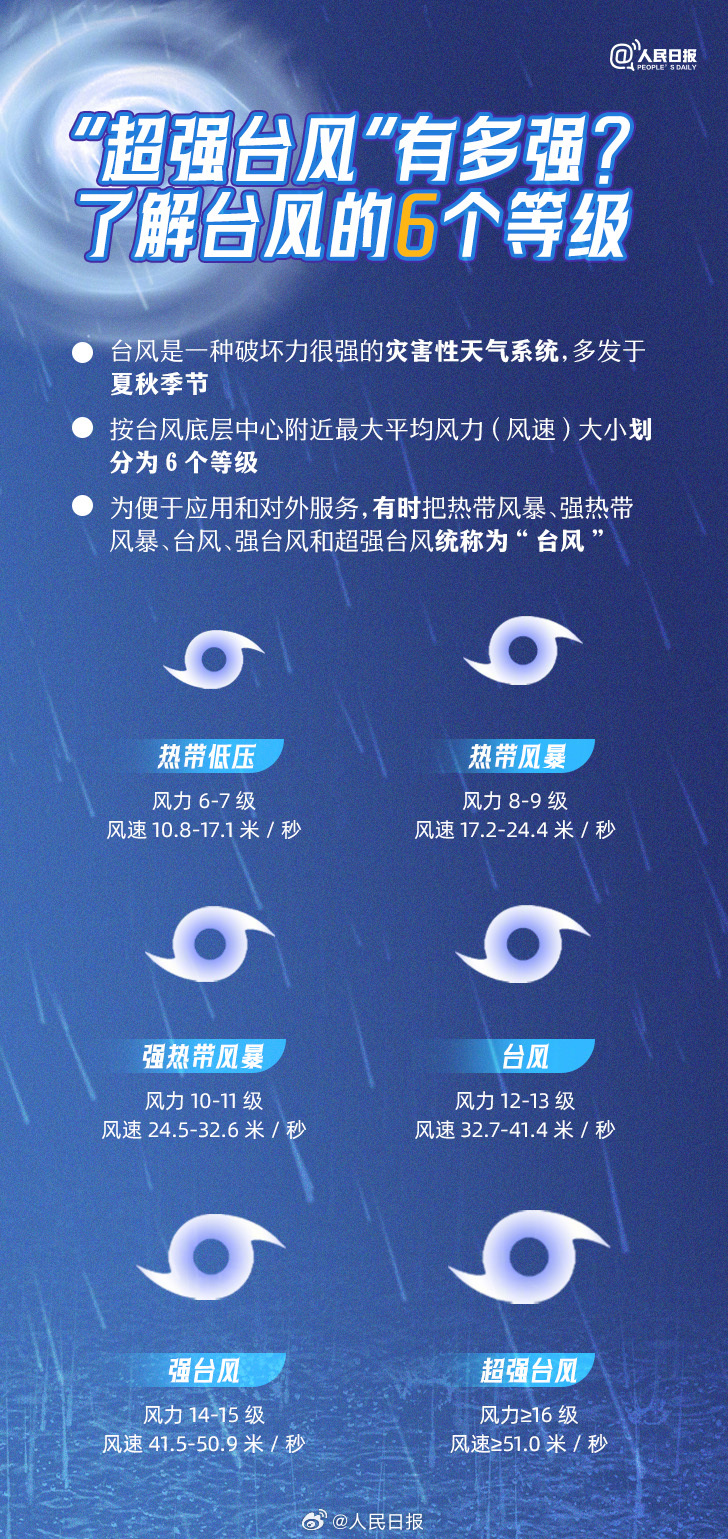 @人民日报
PEOPLE'S DAILY
“超强台风”有多强？
了解台风的6个等级
台风是一种破坏力很强的灾害性天气系统，多发于
夏秋季节
按台风底层中心附近最大平均风力（风速）大小划
分为6个等级
为便于应用和对外服务，有时把热带风暴、强热带
风暴、台风、强台风和超强台风统称为“台风”
热带低压
风力 6-7 级
风速 10.8-17.1 米 / 秒
热带风暴
风力 8-9 级
风速 17.2-24.4 米 / 秒
强热带风暴
风力 10-11 级
风速 24.5-32.6 米 / 秒
台风
风力 12-13 级
风速 32.7-41.4 米 / 秒
强台风
风力 14-15 级
风速 41.5-50.9 米 / 秒
超强台风
风力≥16 级
风速≥51.0 米 / 秒
@人民日报